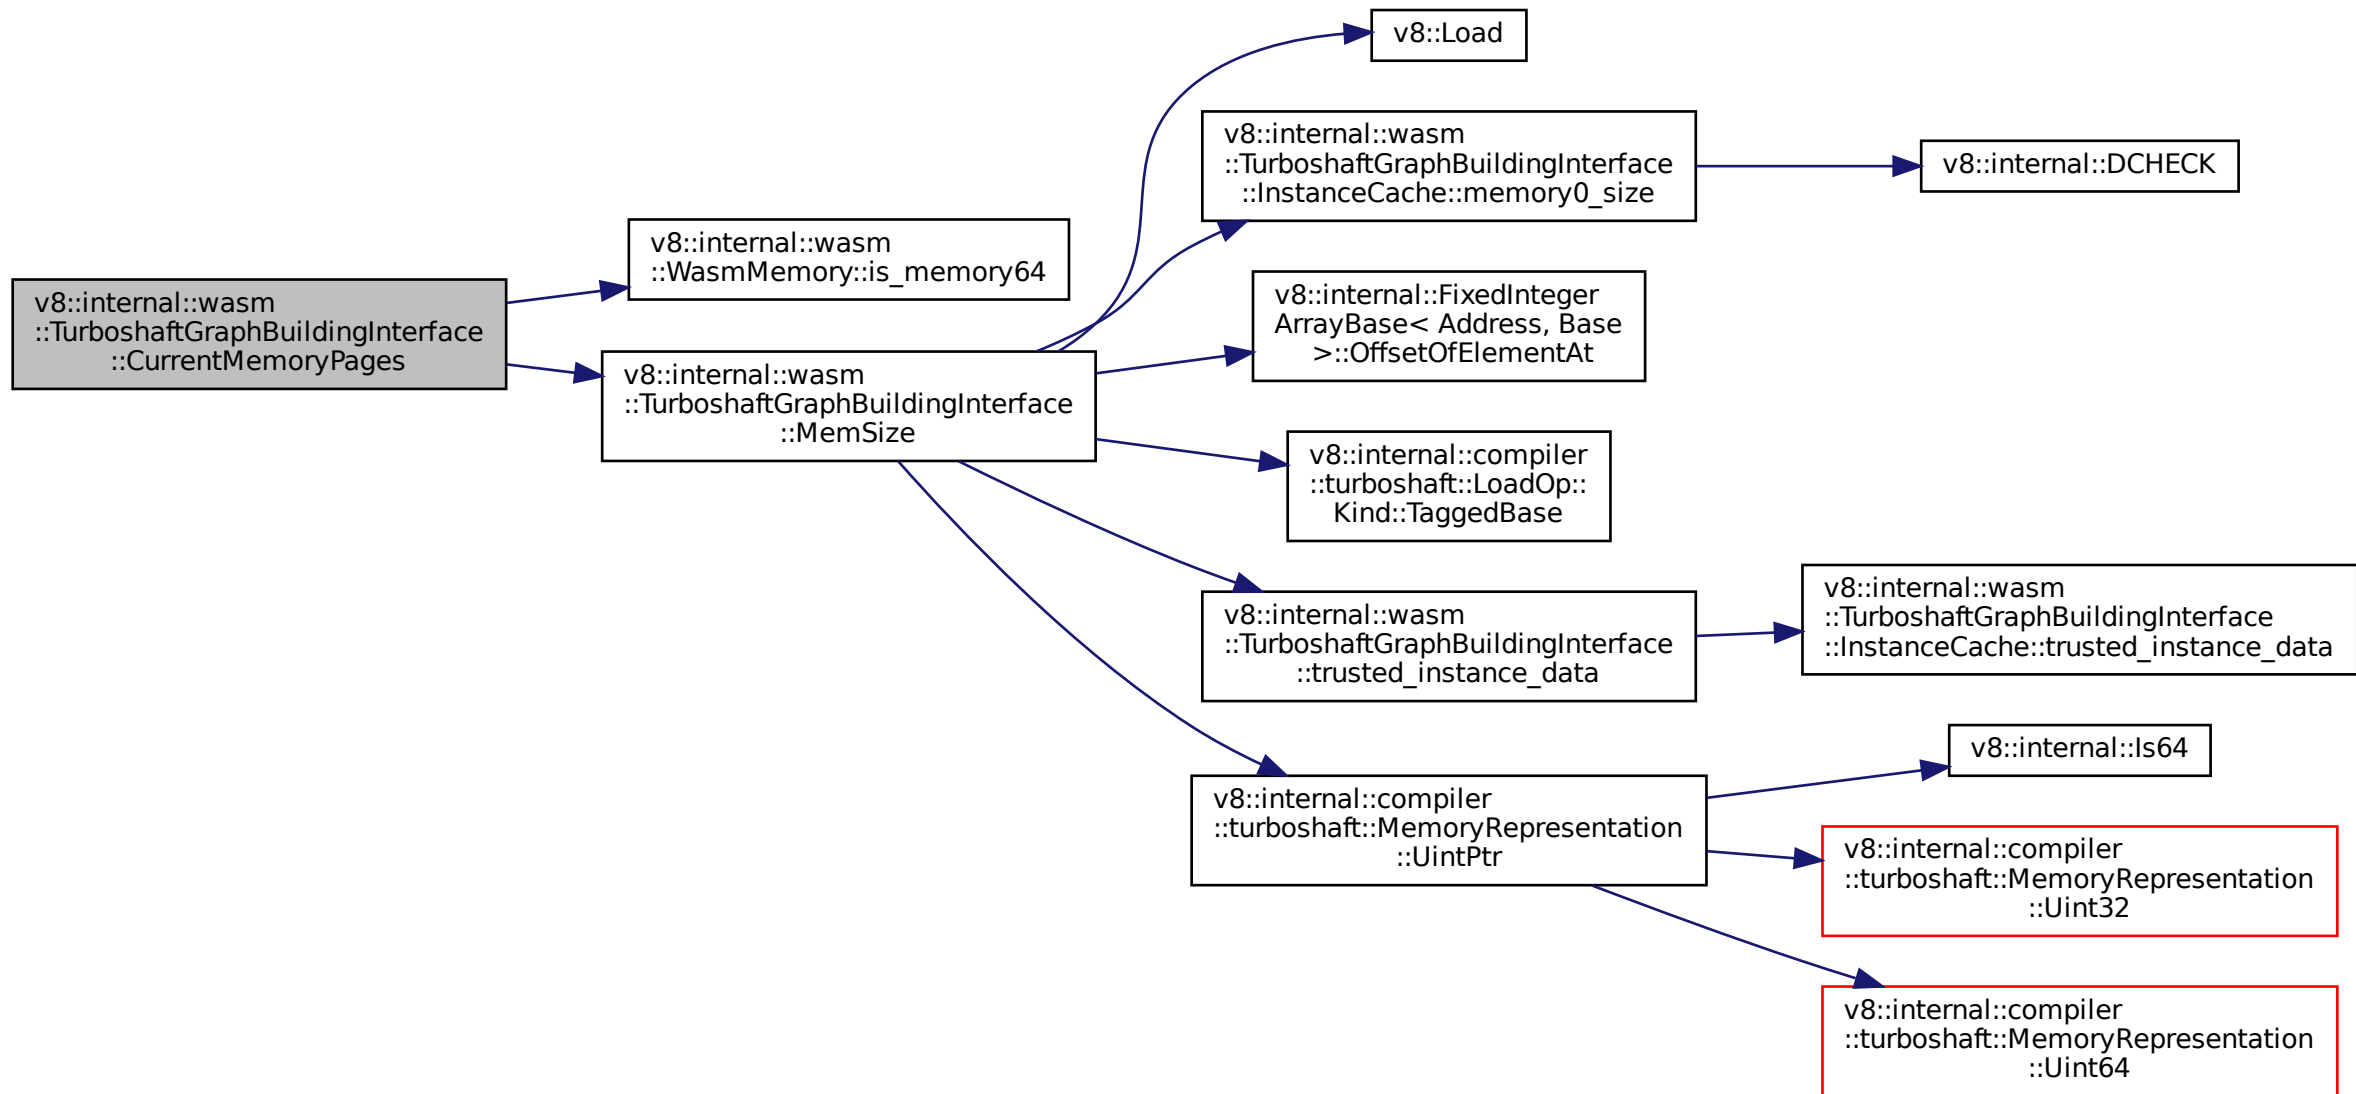 v8::internal::wasm
::TurboshaftGraphBuildingInterface
::CurrentMemoryPages
v8::internal::wasm
::WasmMemory::is_memory64
v8::internal::wasm
::TurboshaftGraphBuildingInterface
::MemSize
v8::Load
v8::internal::wasm
::TurboshaftGraphBuildingInterface
::InstanceCache::memory0_size
v8::internal::DCHECK
v8::internal::FixedInteger
ArrayBase< Address, Base
>::OffsetOfElementAt
v8::internal::compiler
::turboshaft::LoadOp::
Kind::TaggedBase
v8::internal::wasm
::TurboshaftGraphBuildingInterface
::trusted_instance_data
v8::internal::wasm
::TurboshaftGraphBuildingInterface
::InstanceCache::trusted_instance_data
v8::internal::compiler
::turboshaft::MemoryRepresentation
::UintPtr
v8::internal::Is64
v8::internal::compiler
::turboshaft::MemoryRepresentation
::Uint32
v8::internal::compiler
::turboshaft::MemoryRepresentation
::Uint64